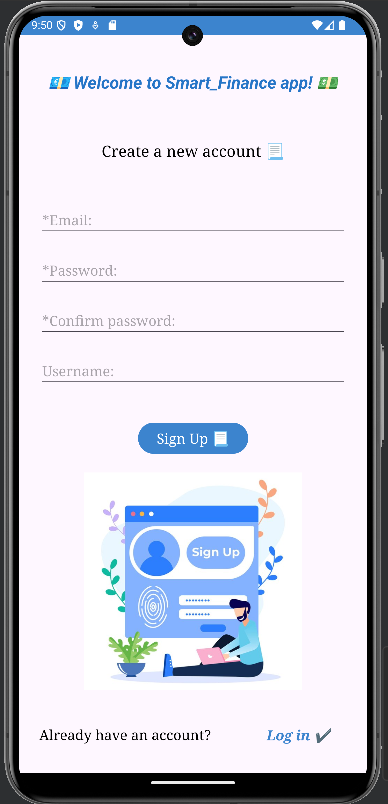 9:50
💶 Welcome to Smart_Finance app! 💵
Create a new account 📃
*Email:
*Password:
*Confirm password:
Username:
Sign Up 📃
Sign Up
Already have an account?
Log in ✔️